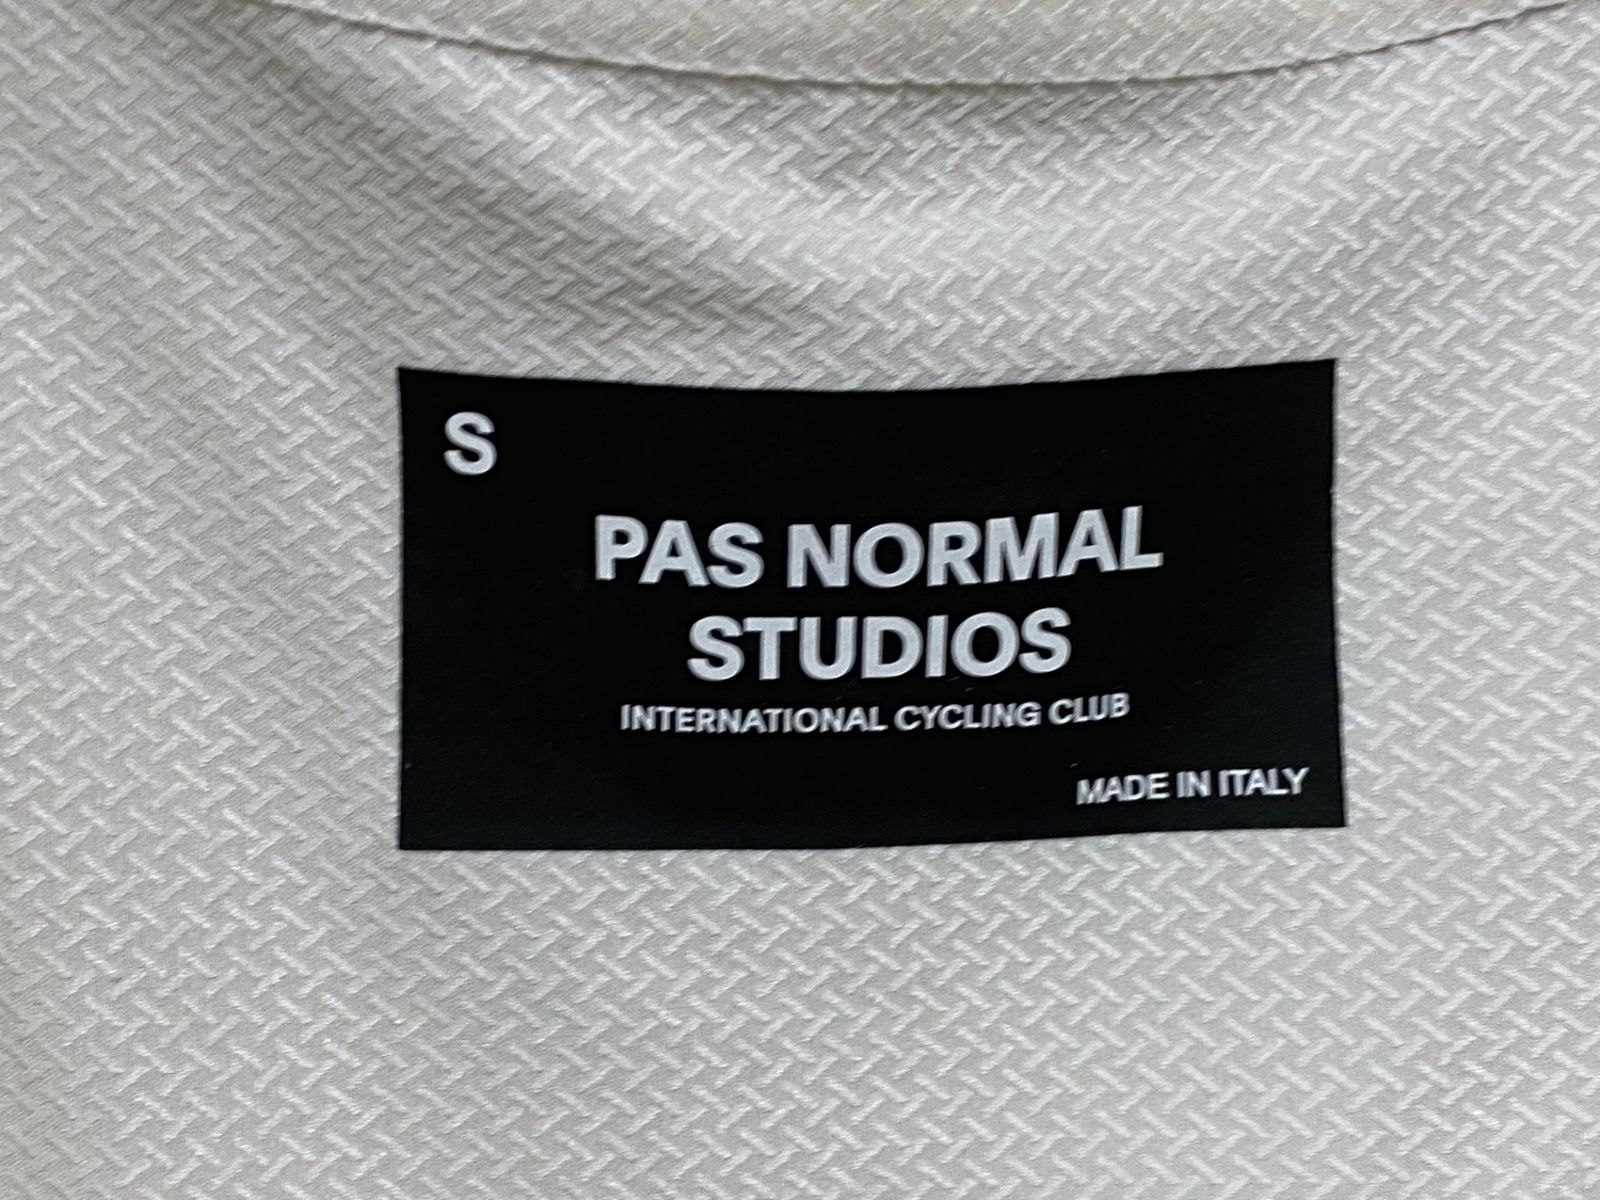 S
PAS NORMAL
STUDIOS
INTERNATIONAL CYCLING CLUB
MADE IN ITALY